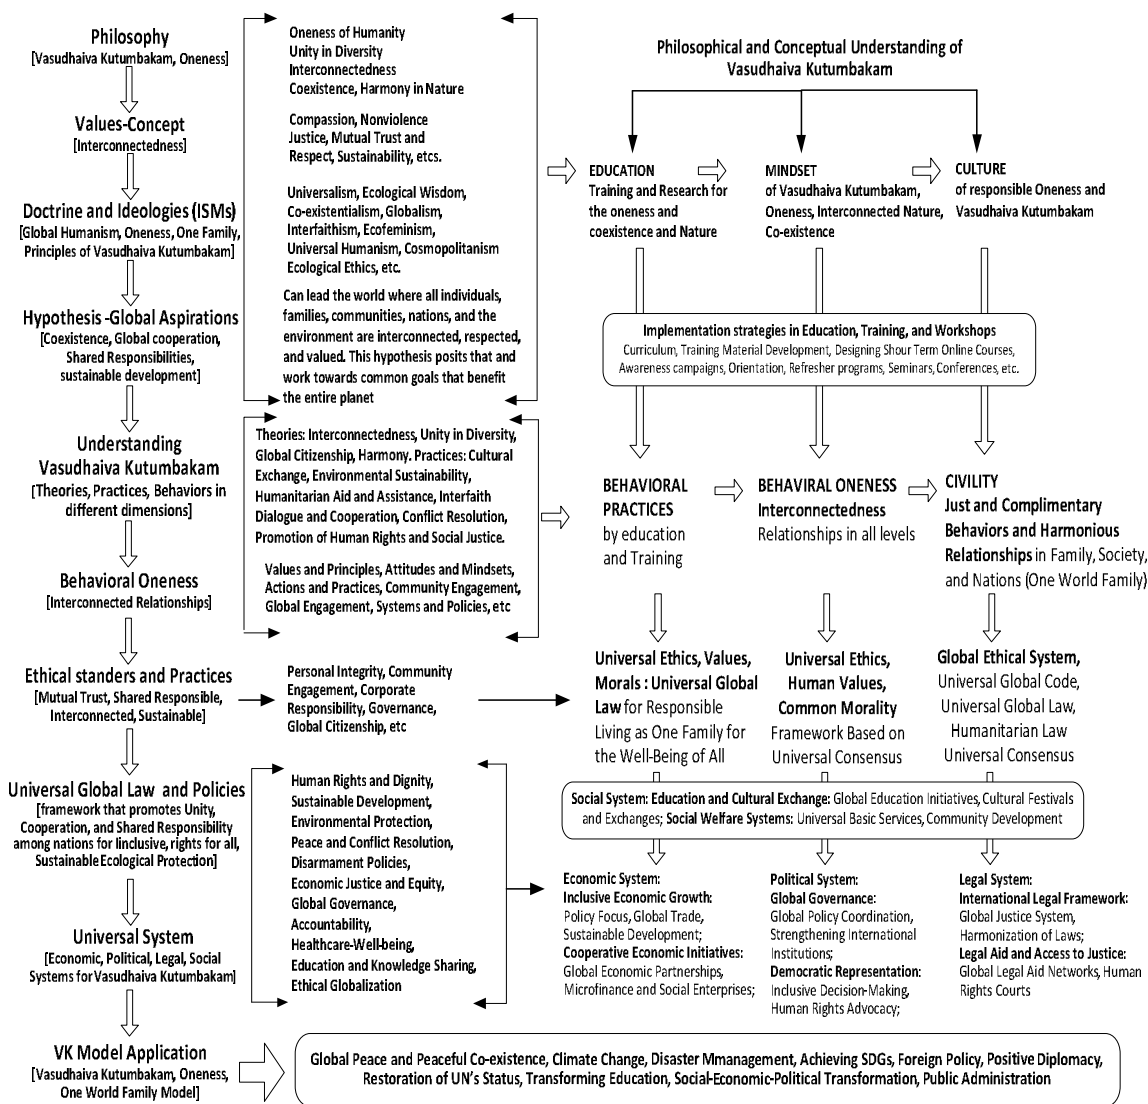 Philosophy
[Vasudhaiva Kutumbakam, Oneness]
Values-Concept
[Interconnectedness]
Doctrine and Ideologies (ISMs)
[Global Humanism, Oneness, One Family,
Principles of Vasudhaiva Kutumbakam]
Hypothesis -Global Aspirations
[Coexistence, Global cooperation,
Shared Responsibilities,
sustainable development]
Understanding
Vasudhaiva Kutumbakam
[Theories, Practices, Behaviors in
different dimensions]
Behavioral Oneness
[Interconnected Relationships]
Ethical standers and Practices
[Mutual Trust, Shared Responsible,
Interconnected, Sustainable]
Universal Global Law and Policies
[framework that promotes Unity,
Cooperation, and Shared Responsibility
among nations for Iinclusive, rights for all,
Sustainable Ecological Protection]
Universal System
[Economic, Political, Legal, Social
Systems for Vasudhaiva Kutumbakam]
VK Model Application
[Vasudhaiva Kutumbakam, Oneness,
One World Family Model]
Oneness of Humanity
Unity in Diversity
Interconnectedness
Coexistence, Harmony in Nature
Compassion, Nonviolence
Justice, Mutual Trust and
Respect, Sustainability, etcs.
Universalism, Ecological Wisdom,
Co-existentialism, Globalism,
Interfaithism, Ecofeminism,
Universal Humanism, Cosmopolitanism
Ecological Ethics, etc.
Can lead the world where all individuals,
families, communities, nations, and the
environment are interconnected, respected,
and valued. This hypothesis posits that and
work towards common goals that benefit
the entire planet
Theories: Interconnectedness, Unity in Diversity,
Global Citizenship, Harmony. Practices: Cultural
Exchange, Environmental Sustainability,
Humanitarian Aid and Assistance, Interfaith
Dialogue and Cooperation, Conflict Resolution,
Promotion of Human Rights and Social Justice.
Values and Principles, Attitudes and Mindsets,
Actions and Practices, Community Engagement,
Global Engagement, Systems and Policies, etc
Personal Integrity, Community
Engagement, Corporate
Responsibility, Governance,
Global Citizenship, etc
Human Rights and Dignity,
Sustainable Development,
Environmental Protection,
Peace and Conflict Resolution,
Disarmament Policies,
Economic Justice and Equity,
Global Governance,
Accountability,
Healthcare-Well-being,
Education and Knowledge Sharing,
Ethical Globalization
Philosophical and Conceptual Understanding of
Vasudhaiva Kutumbakam
EDUCATION
Training and Research for
the oneness and
coexistence and Nature
MINDSET
of Vasudhaiva Kutumbakam,
Oneness, Interconnected Nature,
Co-existence
CULTURE
of responsible Oneness and
Vasudhaiva Kutumbakam
Implementation strategies in Education, Training, and Workshops
Curriculum, Training Material Development, Designing Shour Term Online Courses,
Awareness campaigns, Orientation, Refresher programs, Seminars, Conferences, etc.
BEHAVIORAL
PRACTICES
by education
and Training
BEHAVIRAL ONENESS
Interconnectedness
Relationships in all levels
CIVILITY
Just and Complimentary
Behaviors and Harmonious
Relationships in Family, Society,
and Nations (One World Family)
Universal Ethics, Values,
Morals : Universal Global
Law for Responsible
Living as One Family for
the Well-Being of All
Universal Ethics,
Human Values,
Common Morality
Framework Based on
Universal Consensus
Global Ethical System,
Universal Global Code,
Universal Global Law,
Humanitarian Law
Universal Consensus
Social System: Education and Cultural Exchange: Global Education Initiatives, Cultural Festivals
and Exchanges; Social Welfare Systems: Universal Basic Services, Community Development
Economic System:
Inclusive Economic Growth:
Policy Focus, Global Trade,
Sustainable Development;
Cooperative Economic Initiatives:
Global Economic Partnerships,
Microfinance and Social Enterprises;
Political System:
Global Governance:
Global Policy Coordination,
Strengthening International
Institutions;
Democratic Representation:
Inclusive Decision-Making,
Human Rights Advocacy;
Legal System:
International Legal Framework:
Global Justice System,
Harmonization of Laws;
Legal Aid and Access to Justice:
Global Legal Aid Networks, Human
Rights Courts
Global Peace and Peaceful Co-existence, Climate Change, Disaster Mmanagement, Achieving SDGs, Foreign Policy, Positive Diplomacy,
Restoration of UN's Status, Transforming Education, Social-Economic-Political Transformation, Public Administration